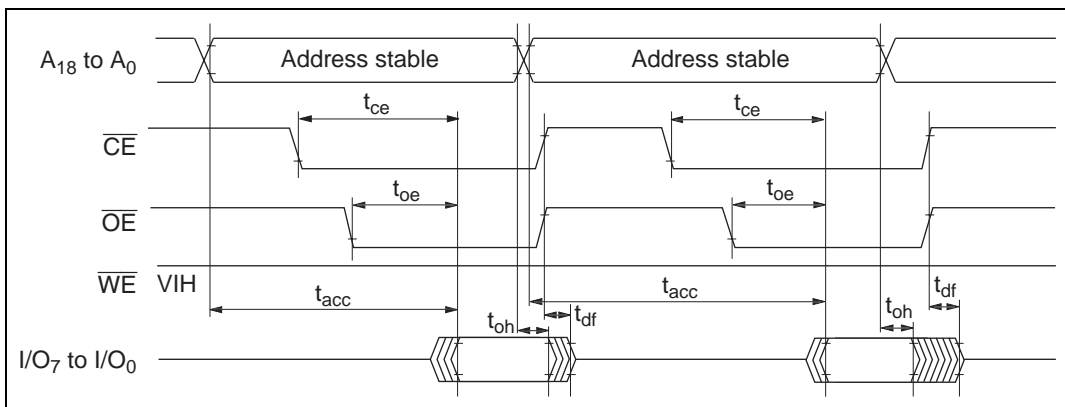 A18 to A0 Address stable Address stable
tce tce
CE
toe toe
OE
WE VIH
tacc tacc
toh tdf toh tdf
I/O7 to I/O0